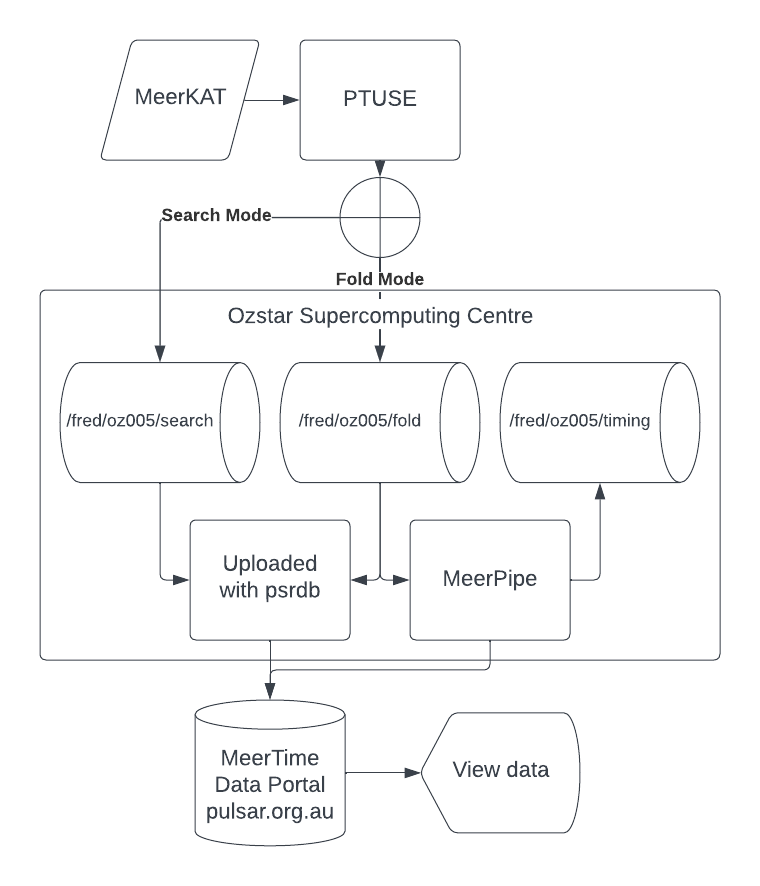 MeerKAT
PTUSE
Search Mode
Fold Mode
Ozstar Supercomputing Centre
/fred/oz005/search
/fred/oz005/fold
/fred/oz005/timing
Uploaded
with psrdb
MeerPipe
MeerTime
Data Portal
pulsar.org.au
View data